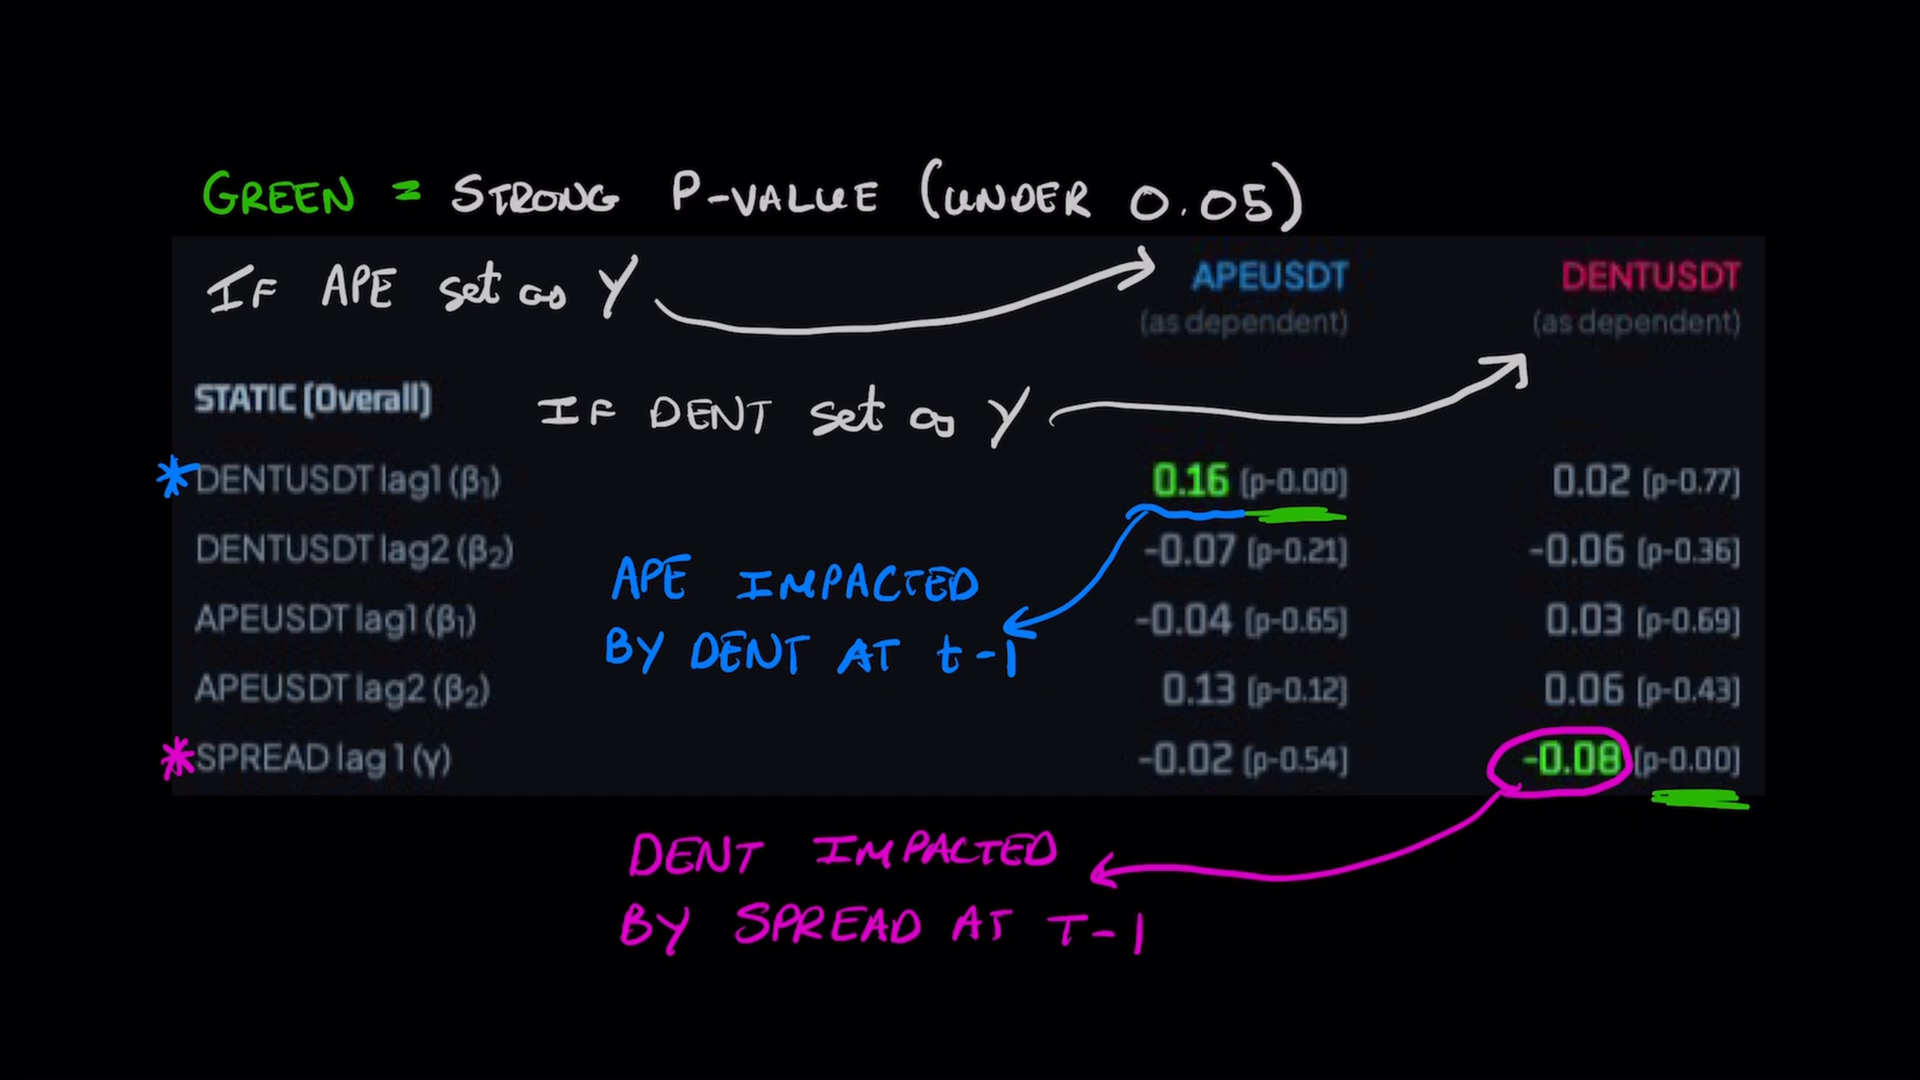 GREEN = STRONG P-VALUE (UNDER 0.05)
IF APE set as Y
APEUSDT
(as dependent)
DENTUSDT
(as dependent)
STATIC (Overall)
IF DENT set as Y
DENTUSDT lag1 (β₁) 0.16 (p-0.00) 0.02 (p-0.77)
DENTUSDT lag2 (β₂) -0.07 (p-0.21) -0.06 (p-0.36)
APE IMPACTED
BY DENT AT t-1
APEUSDT lag1 (β₁) -0.04 (p-0.65) 0.03 (p-0.69)
APEUSDT lag2 (β₂) 0.13 (p-0.12) 0.06 (p-0.43)
SPREAD lag 1 (γ) -0.02 (p-0.54) -0.08 (p-0.00)
DENT IMPACTED
BY SPREAD AT T-1